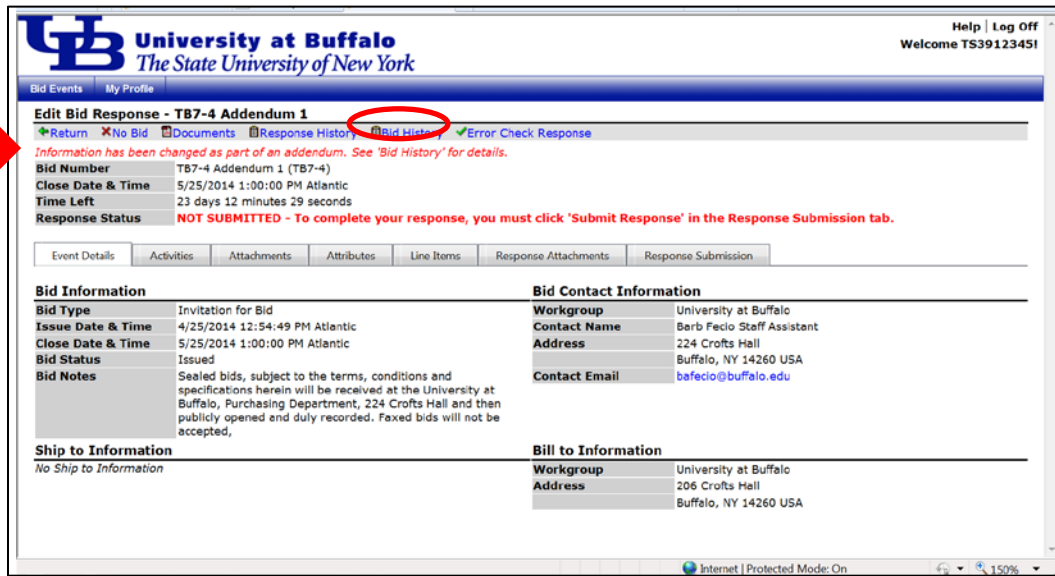 Help | Log Off
Welcome TS3912345!
UB University at Buffalo
The State University of New York
Bid Events My Profile
Edit Bid Response - TB7-4 Addendum 1
Return No Bid Documents Response History Bid History Error Check Response
Information has been changed as part of an addendum. See 'Bid History' for details.
Bid Number TB7-4 Addendum 1 (TB7-4)
Close Date & Time 5/25/2014 1:00:00 PM Atlantic
Time Left 23 days 12 minutes 29 seconds
Response Status NOT SUBMITTED - To complete your response, you must click 'Submit Response' in the Response Submission tab.
Event Details Activities Attachments Attributes Line Items Response Attachments Response Submission
Bid Information
Bid Type Invitation for Bid
Issue Date & Time 4/25/2014 12:54:49 PM Atlantic
Close Date & Time 5/25/2014 1:00:00 PM Atlantic
Bid Status Issued
Bid Notes Sealed bids, subject to the terms, conditions and
specifications herein will be received at the University at
Buffalo, Purchasing Department, 224 Crofts Hall and then
publicly opened and duly recorded. Faxed bids will not be
accepted,
Bid Contact Information
Workgroup University at Buffalo
Contact Name Barb Fecio Staff Assistant
Address 224 Crofts Hall
Buffalo, NY 14260 USA
Contact Email bafecio@buffalo.edu
Ship to Information
No Ship to Information
Bill to Information
Workgroup University at Buffalo
Address 206 Crofts Hall
Buffalo, NY 14260 USA
Internet | Protected Mode: On
150%